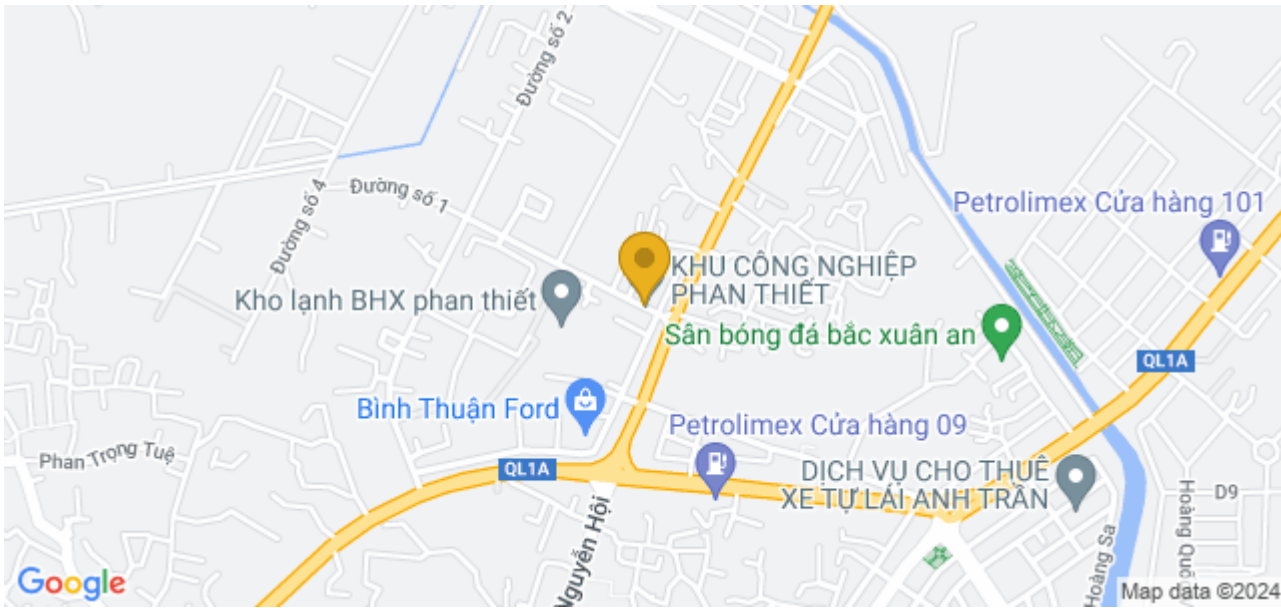 Đường số 2
Đường số 1
Đường số 4
Petrolimex Cửa hàng 101
KHU CÔNG NGHIỆP
PHAN THIẾT
Kho lạnh BHX phan thiết
Sân bóng đá bắc xuân an
QL1A
Bình Thuận Ford
Petrolimex Cửa hàng 09
Phan Trọng Tuệ
QL1A
DỊCH VỤ CHO THUÊ
XE TỰ LÁI ANH TRẦN
D9
Nguyễn Hội
Hoàng Sa
Hoàng Quố
Google
Map data ©2024